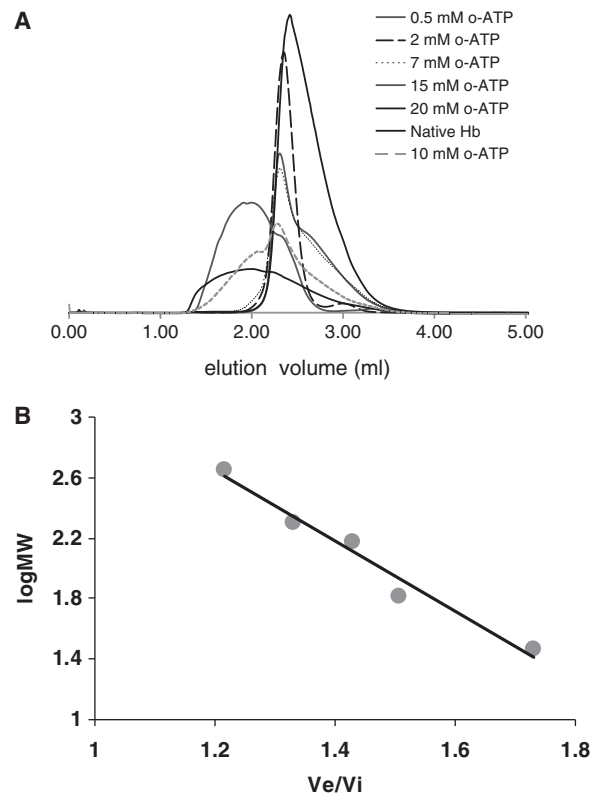 A
0.5 mM o-ATP
2 mM o-ATP
7 mM o-ATP
15 mM o-ATP
20 mM o-ATP
Native Hb
10 mM o-ATP
0.00 1.00 2.00 3.00 4.00 5.00
elution volume (ml)
B
3
2.6
2.2
1.8
1.4
1
logMW
1 1.2 1.4 1.6 1.8
Ve/Vi